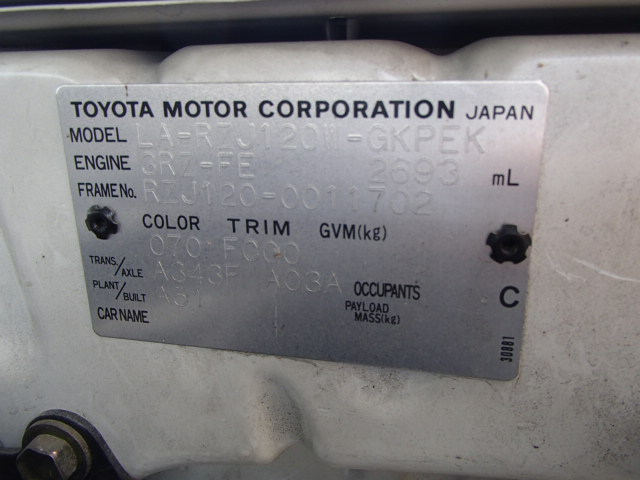 TOYOTA MOTOR CORPORATION JAPAN
MODEL LA-RZJ120W-GKPEK
ENGINE 3RZ-FE 2693 mL
FRAME No. RZJ120-0011702
COLOR TRIM GVM(kg)
070 FC00
TRANS./AXLE A343F A03A OCCUPANTS C
PLANT/BUILT A31 PAYLOAD MASS(kg)
CAR NAME
30881